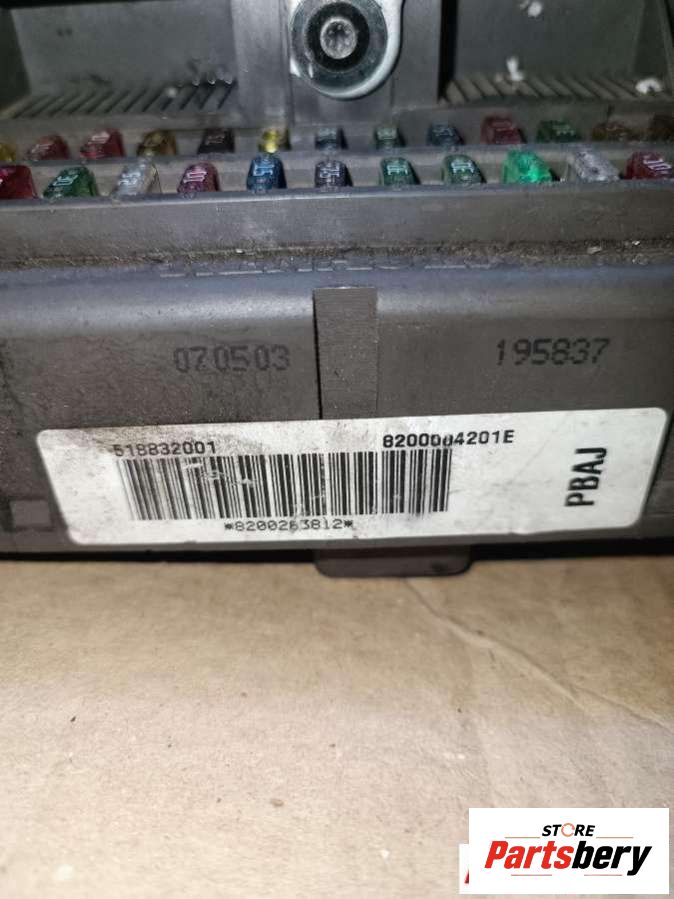 070503 195837
518832001 8200004201E
*8200263812*
PBAJ
STORE
Partsbery